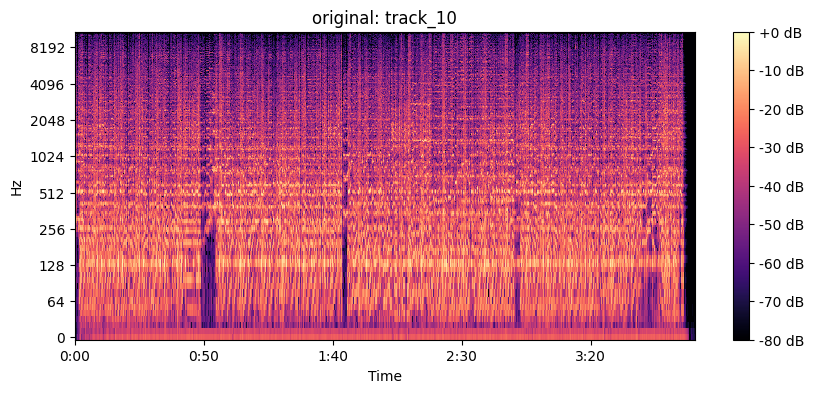 original: track_10
Hz
8192
4096
2048
1024
512
256
128
64
0
0:00 0:50 1:40 2:30 3:20
Time
+0 dB
-10 dB
-20 dB
-30 dB
-40 dB
-50 dB
-60 dB
-70 dB
-80 dB